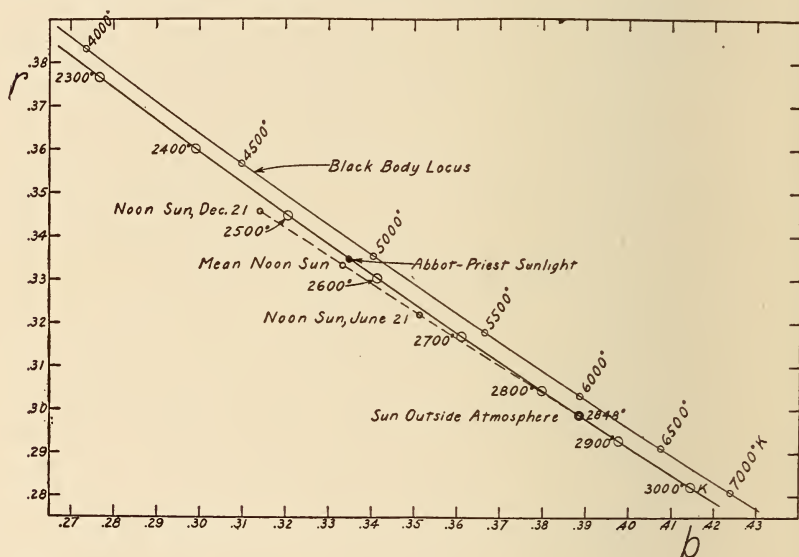 r
.38
.37
.36
.35
.34
.33
.32
.31
.30
.29
.28
4000°
4500°
5000°
5500°
6000°
6500°
7000°K
2300°
2400°
2500°
2600°
2700°
2800°
2848°
2900°
3000°K
Black Body Locus
Noon Sun, Dec. 21
Abbot-Priest Sunlight
Mean Noon Sun
Noon Sun, June 21
Sun Outside Atmosphere
.27 .28 .29 .30 .31 .32 .33 .34 .35 .36 .37 .38 .39 .40 .41 .42 .43
b